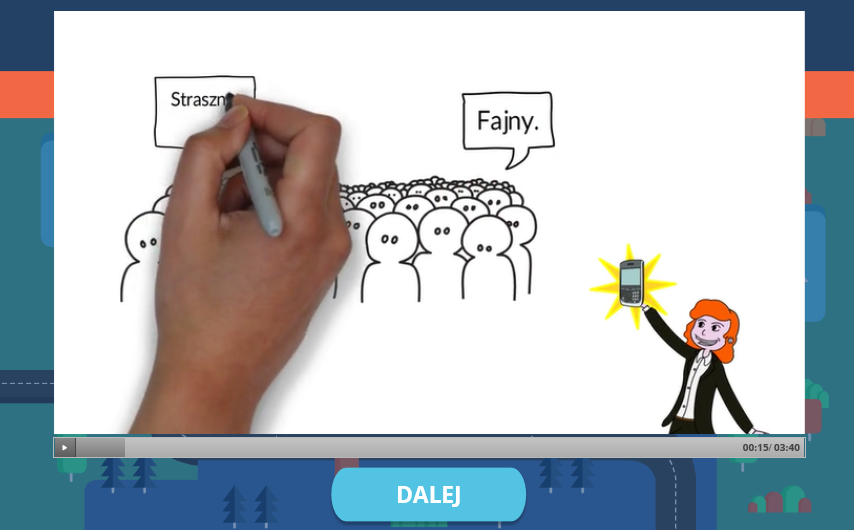 Straszn
Fajny.
00:15/ 03:40
DALEJ